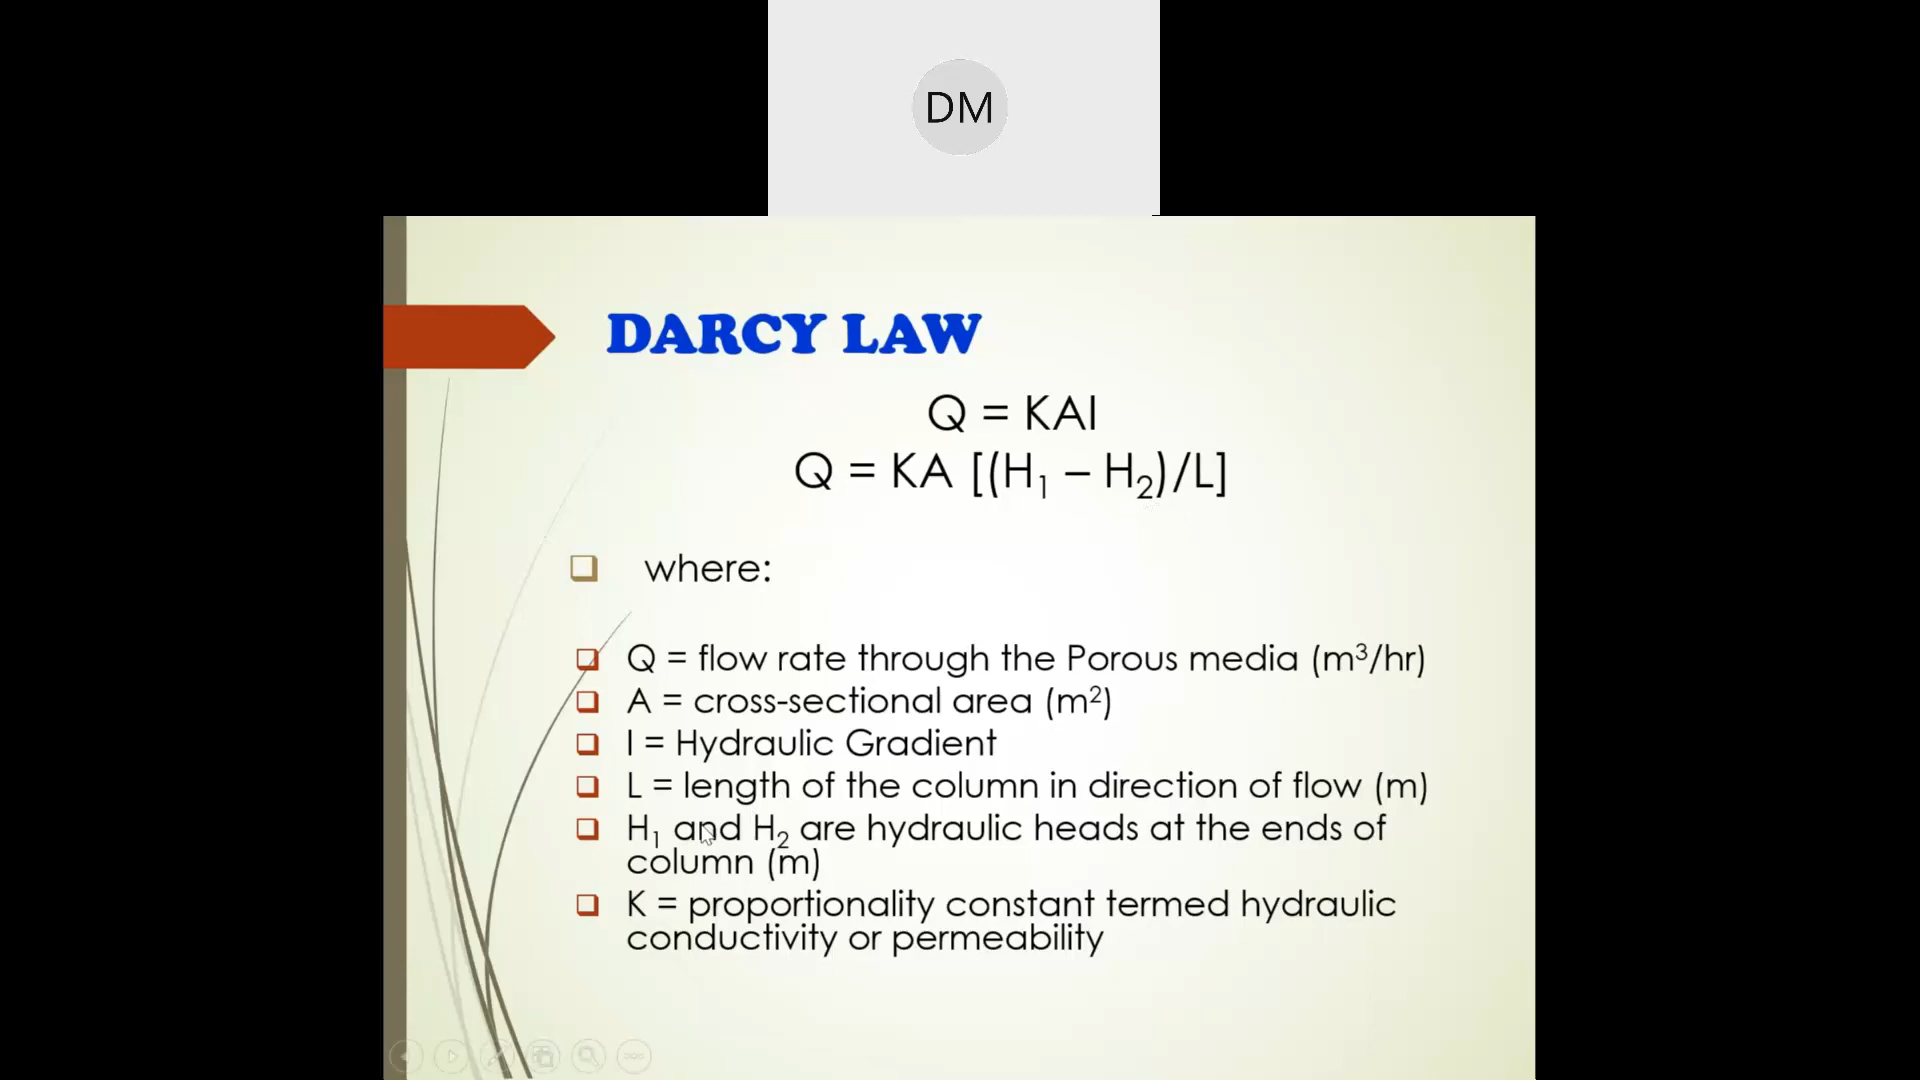 DM
DARCY LAW
Q = KAI
Q = KA [(H₁ – H₂)/L]
where:
Q = flow rate through the Porous media (m³/hr)
A = cross-sectional area (m²)
I = Hydraulic Gradient
L = length of the column in direction of flow (m)
H₁ and H₂ are hydraulic heads at the ends of
column (m)
K = proportionality constant termed hydraulic
conductivity or permeability